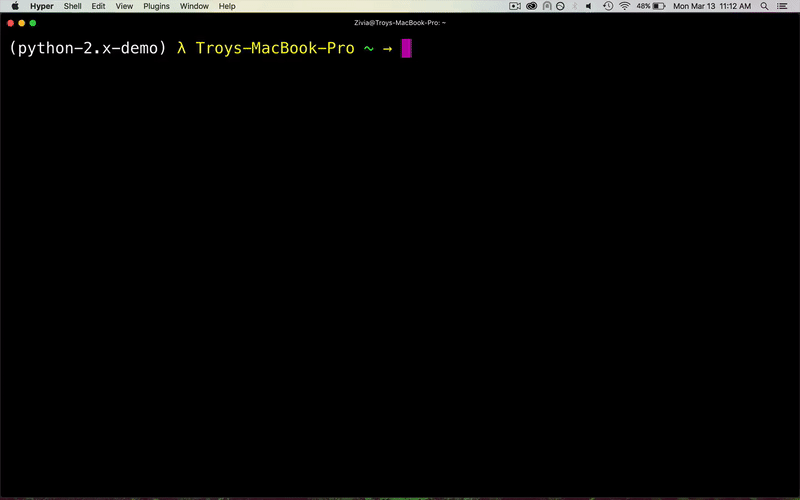 Hyper Shell Edit View Plugins Window Help 48% Mon Mar 13 11:12 AM
Zivia@Troys-MacBook-Pro: ~
(python-2.x-demo) λ Troys-MacBook-Pro ~ →